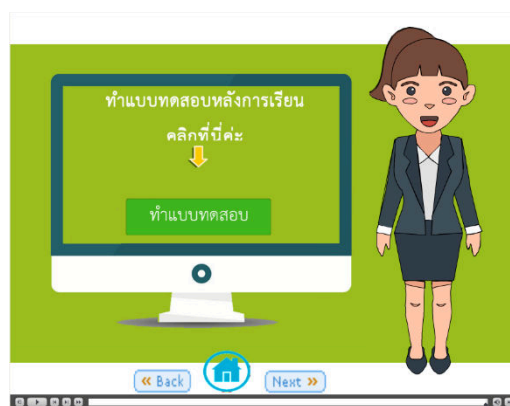 ทำแบบทดสอบหลังการเรียน
คลิกที่นี่ค่ะ
ทำแบบทดสอบ
« Back
Next »